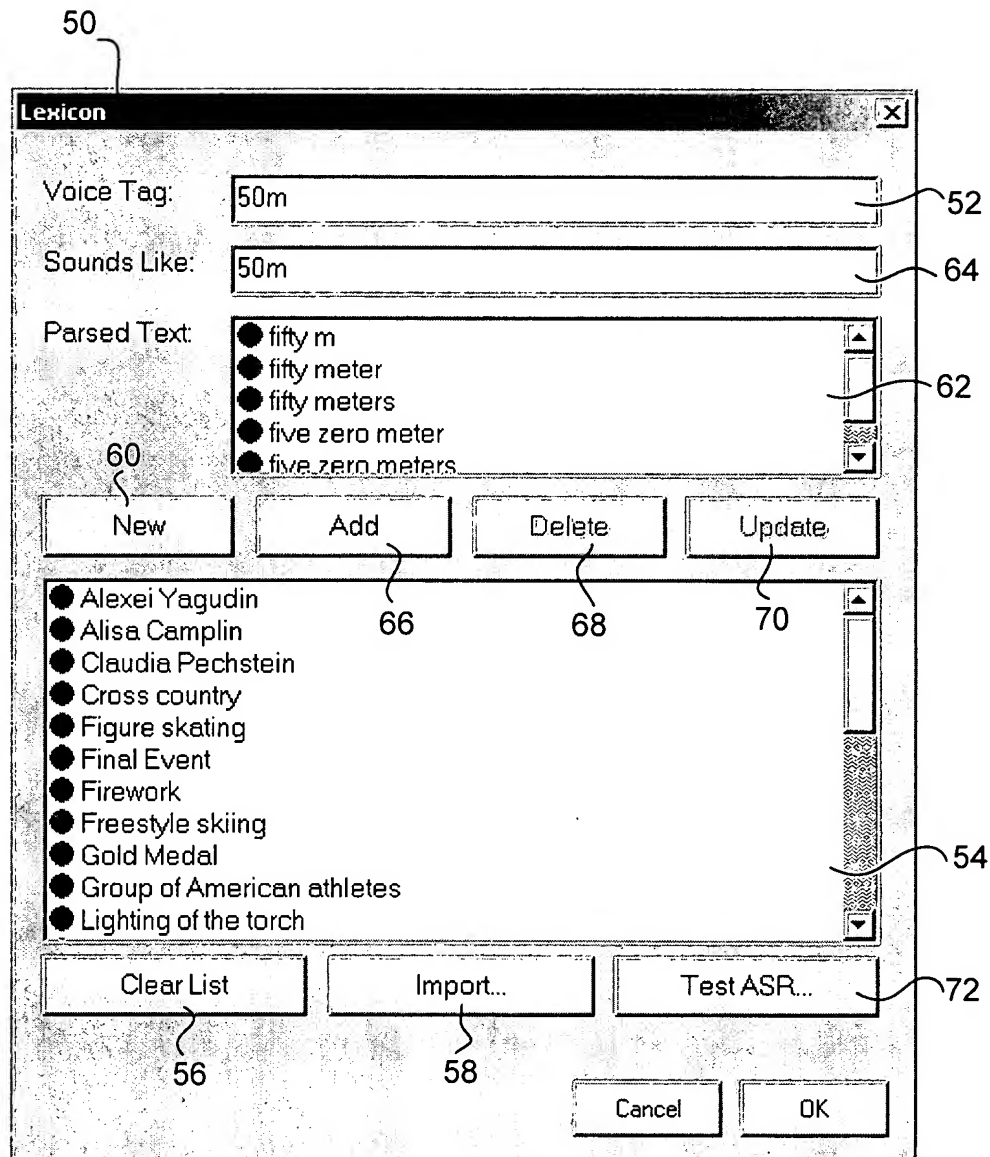 50
Lexicon
Voice Tag: 50m 52
Sounds Like: 50m 64
Parsed Text: fifty m
fifty meter
fifty meters 62
five zero meter
five zero meters
60
New Add Delete Update
66 68 70
Alexei Yagudin
Alisa Camplin
Claudia Pechstein
Cross country
Figure skating
Final Event
Firework
Freestyle skiing
Gold Medal
Group of American athletes
Lighting of the torch
54
Clear List Import... Test ASR... 72
56 58
Cancel OK